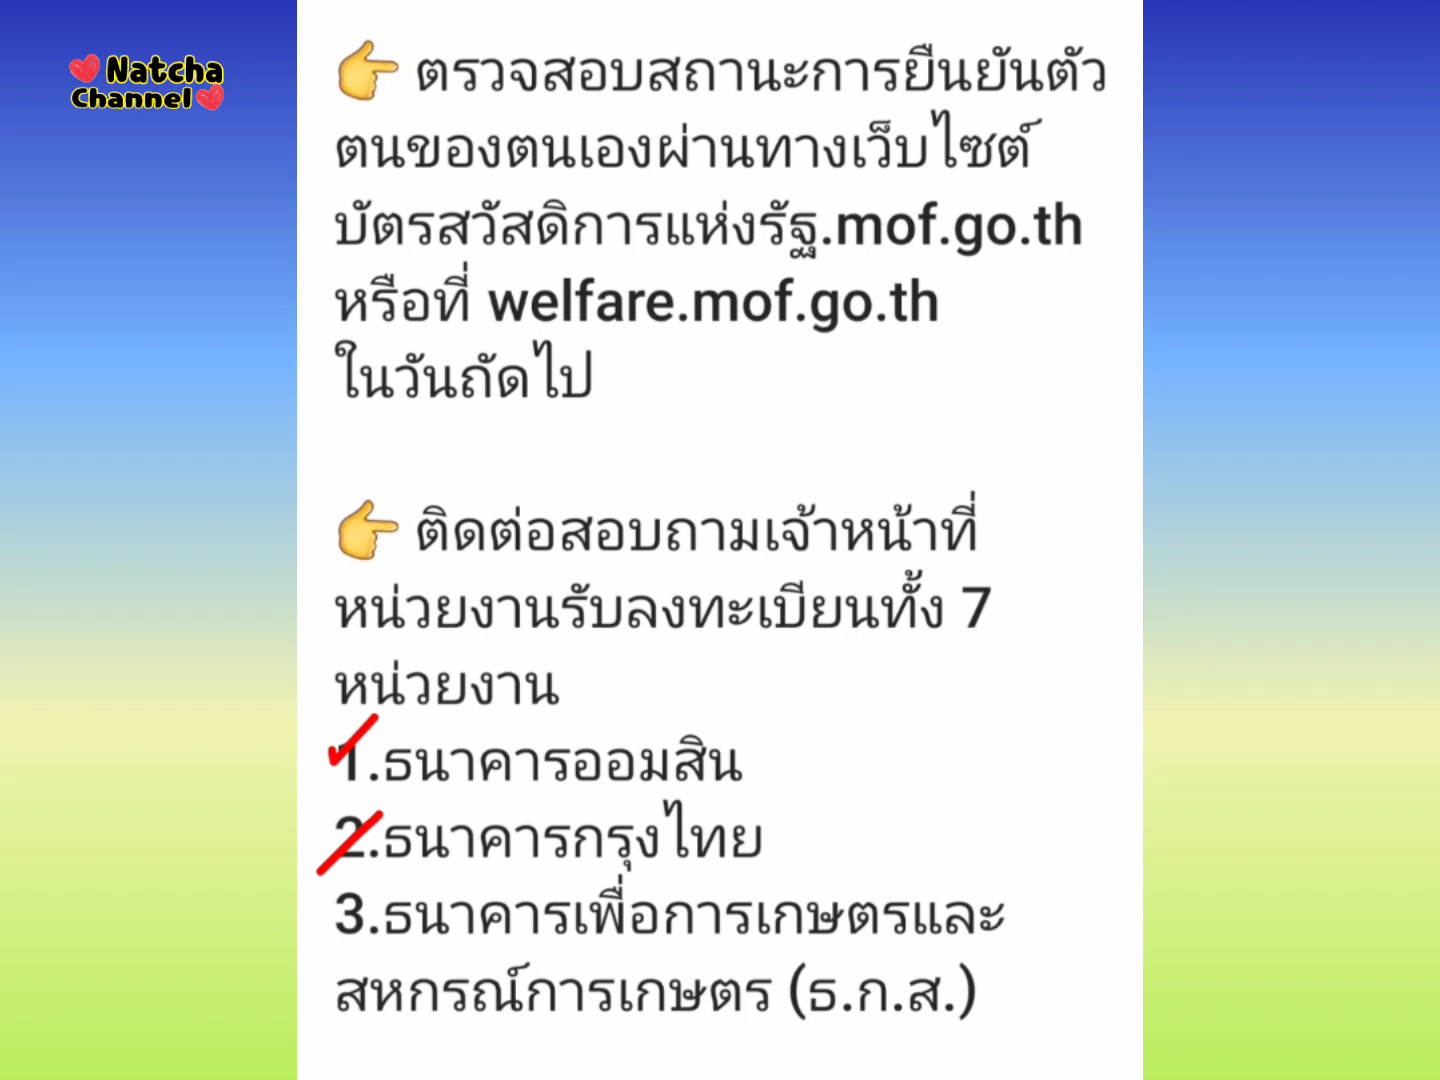 Natcha
Channel
👉 ตรวจสอบสถานะการยืนยันตัว
ตนของตนเองผ่านทางเว็บไซต์
บัตรสวัสดิการแห่งรัฐ.mof.go.th
หรือที่ welfare.mof.go.th
ในวันถัดไป
👉 ติดต่อสอบถามเจ้าหน้าที่
หน่วยงานรับลงทะเบียนทั้ง 7
หน่วยงาน
1.ธนาคารออมสิน
2.ธนาคารกรุงไทย
3.ธนาคารเพื่อการเกษตรและ
สหกรณ์การเกษตร (ธ.ก.ส.)